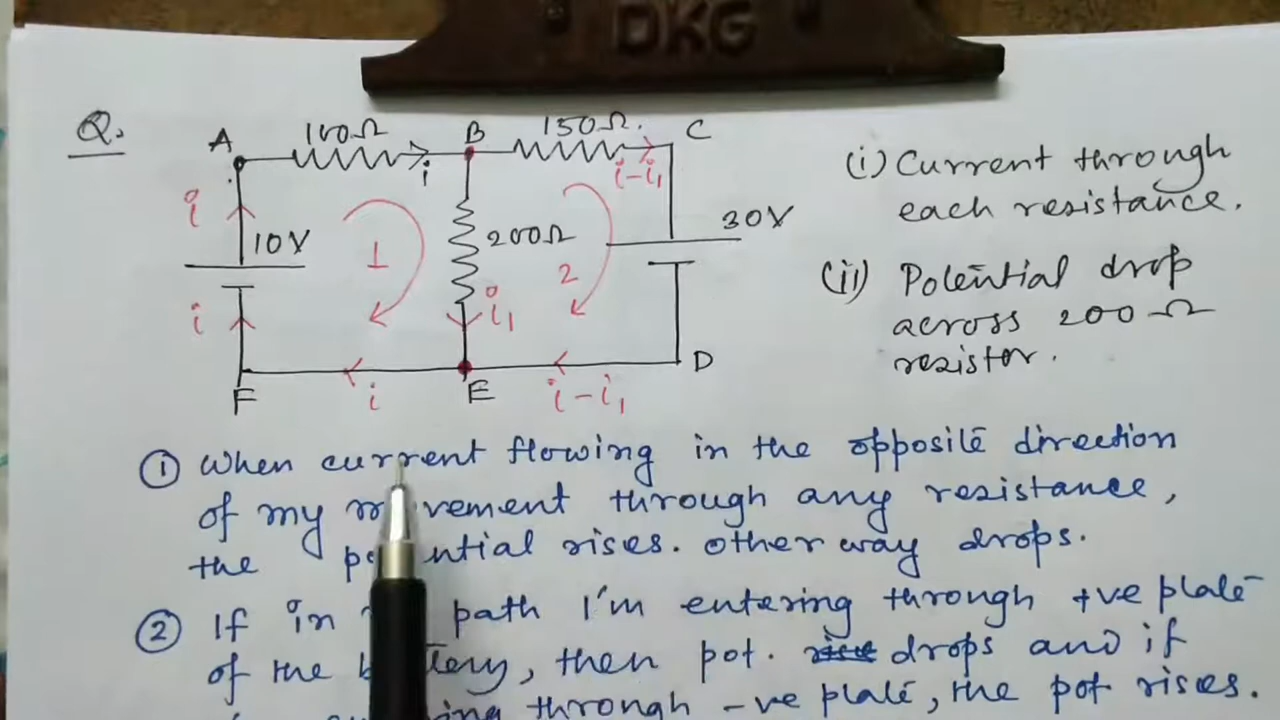 DKG
Q.
A
100Ω
B
150Ω.
C
i
i-i₁
i
10V
1
200Ω
2
30V
i
i₁
F
i
E
i-i₁
D
(i) Current through
each resistance.
(ii) Potential drop
across 200 Ω
resistor.
① When current flowing in the opposite direction
of my through any resistance,
the rises. Other way drops.
② If in path I'm entering through +ve plate
of the, then pot. drops and if
through -ve plate, the pot rises.